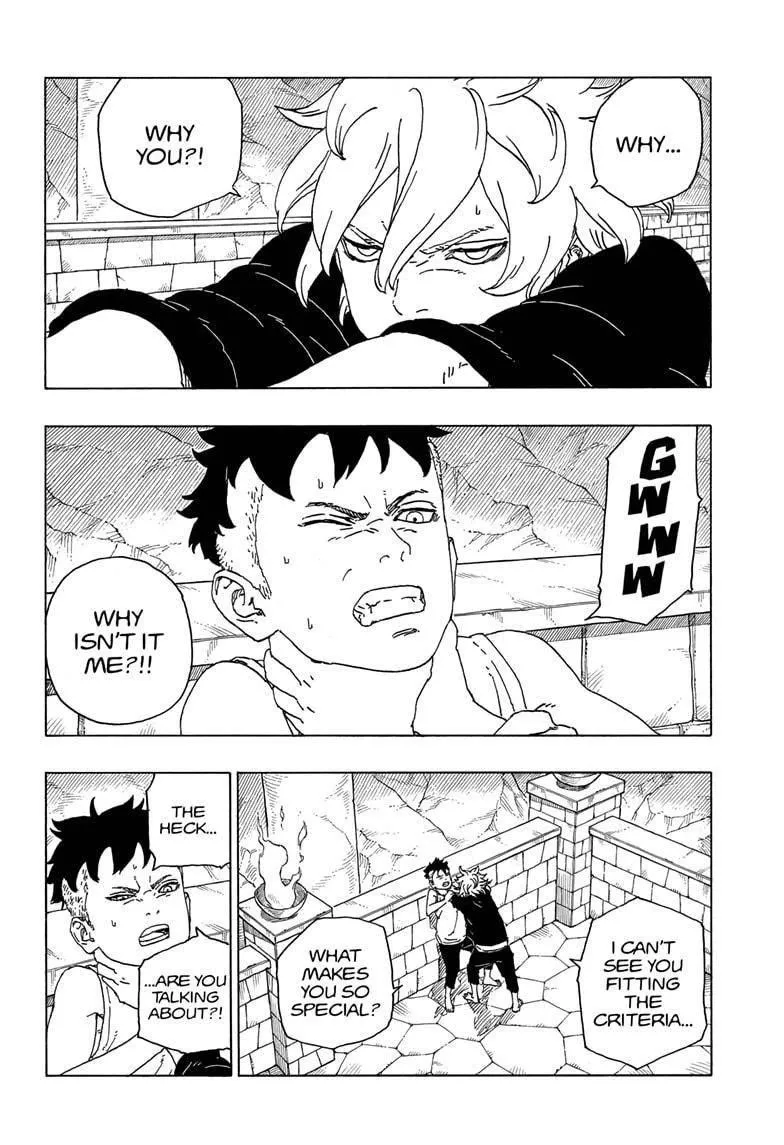 WHY...
WHY
YOU?!
GWWW
WHY
ISN'T IT
ME?!!
I CAN'T
SEE YOU
FITTING
THE
CRITERIA...
WHAT
MAKES
YOU SO
SPECIAL?
THE
HECK...
...ARE YOU
TALKING
ABOUT?!